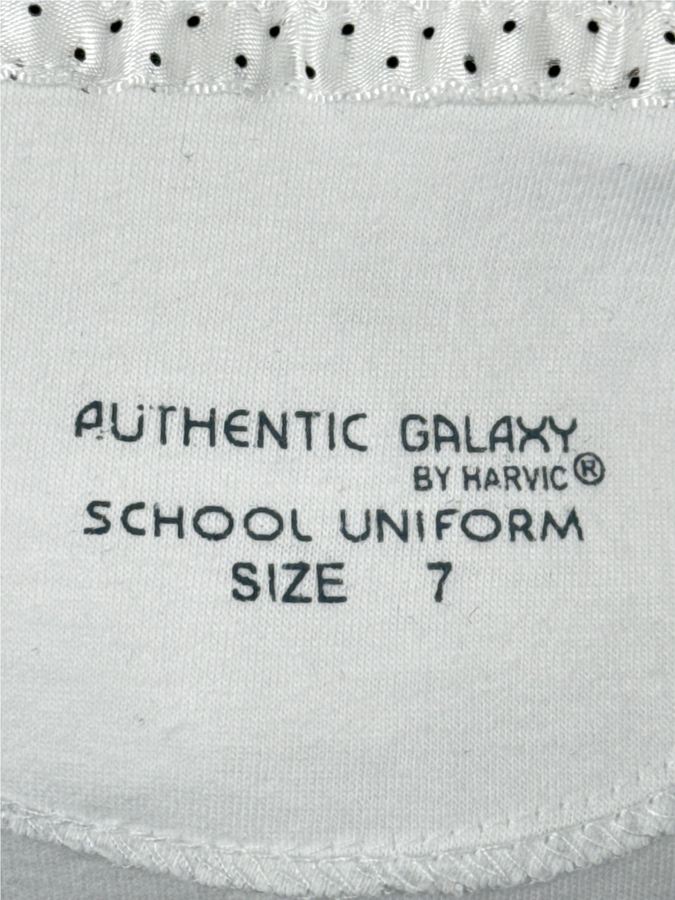 AUTHENTIC GALAXY
BY HARVIC®
SCHOOL UNIFORM
SIZE 7